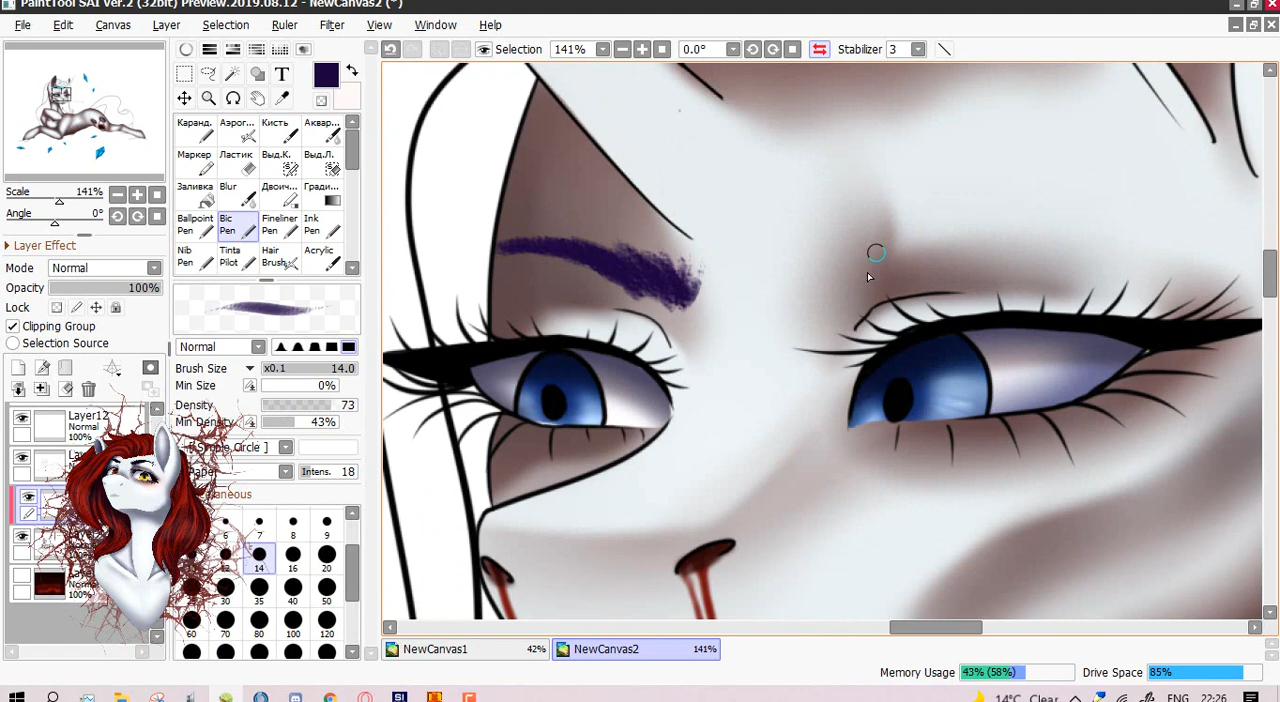 PaintTool SAI Ver.2 (32bit) Preview.2019.08.12 - NewCanvas2 (*)
File Edit Canvas Layer Selection Ruler Filter View Window Help
Selection 141% 0.0° Stabilizer 3
Scale 141%
Angle 0°
Layer Effect
Mode Normal
Opacity 100%
Lock
Clipping Group
Selection Source
Layer12
Normal
100%
Каранд. Аэрог... Кисть Аквар...
Маркер Ластик Выд.К. Выд.Л.
Заливка Blur Двоич... Гради...
Ballpoint Pen Bic Pen Fineliner Pen Ink Pen
Nib Pen Tinta Pilot Hair Brush Acrylic
Normal
Brush Size x0.1 14.0
Min Size 0%
Density 73
Min Density 43%
Circle ]
Intens. 18
6 7 8 9
12 14 16 20
30 35 40 50
60 70 80 100 120
NewCanvas1 42% NewCanvas2 141%
Memory Usage 43% (58%) Drive Space 85%
14°C Clear ENG 22:26